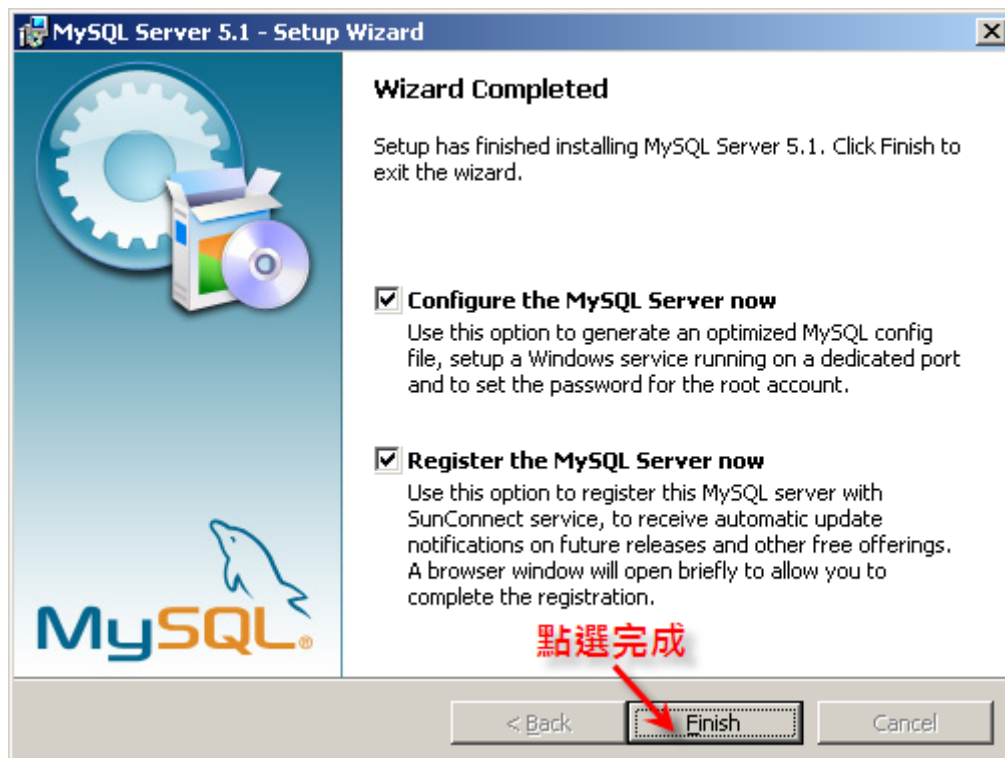 MySQL Server 5.1 - Setup Wizard
Wizard Completed
Setup has finished installing MySQL Server 5.1. Click Finish to
exit the wizard.
Configure the MySQL Server now
Use this option to generate an optimized MySQL config
file, setup a Windows service running on a dedicated port
and to set the password for the root account.
Register the MySQL Server now
Use this option to register this MySQL server with
SunConnect service, to receive automatic update
notifications on future releases and other free offerings.
A browser window will open briefly to allow you to
complete the registration.
MySQL®
點選完成
< Back
Finish
Cancel